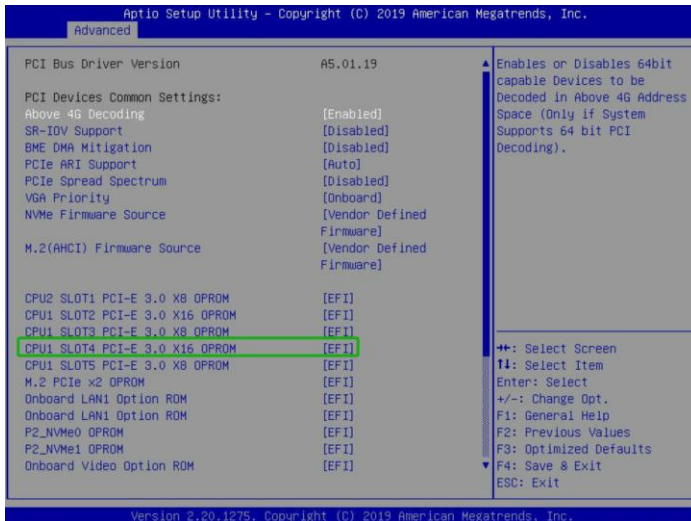 Aptio Setup Utility – Copyright (C) 2019 American Megatrends, Inc.
Advanced
PCI Bus Driver Version A5.01.19
PCI Devices Common Settings:
Above 4G Decoding [Enabled]
SR-IOV Support [Disabled]
BME DMA Mitigation [Disabled]
PCIe ARI Support [Auto]
PCIe Spread Spectrum [Disabled]
VGA Priority [Onboard]
NVMe Firmware Source [Vendor Defined
Firmware]
M.2(AHCI) Firmware Source [Vendor Defined
Firmware]
CPU2 SLOT1 PCI-E 3.0 X8 OPROM [EFI]
CPU1 SLOT2 PCI-E 3.0 X16 OPROM [EFI]
CPU1 SLOT3 PCI-E 3.0 X8 OPROM [EFI]
CPU1 SLOT4 PCI-E 3.0 X16 OPROM [EFI]
CPU1 SLOT5 PCI-E 3.0 X8 OPROM [EFI]
M.2 PCIe x2 OPROM [EFI]
Onboard LAN1 Option ROM [EFI]
Onboard LAN1 Option ROM [EFI]
P2_NVMe0 OPROM [EFI]
P2_NVMe1 OPROM [EFI]
Onboard Video Option ROM [EFI]
Enables or Disables 64bit
capable Devices to be
Decoded in Above 4G Address
Space (Only if System
Supports 64 bit PCI
Decoding).
→←: Select Screen
↑↓: Select Item
Enter: Select
+/-: Change Opt.
F1: General Help
F2: Previous Values
F3: Optimized Defaults
F4: Save & Exit
ESC: Exit
Version 2.20.1275. Copyright (C) 2019 American Megatrends, Inc.